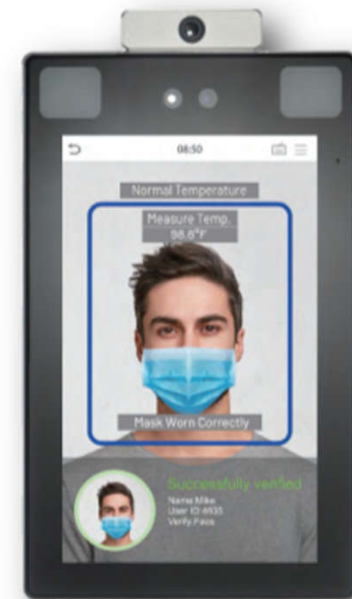 08:50
Normal Temperature
Measure Temp.
98.6°F
Mask Worn Correctly
Successfully verified
Name:Mike
User ID:
Verify:Face